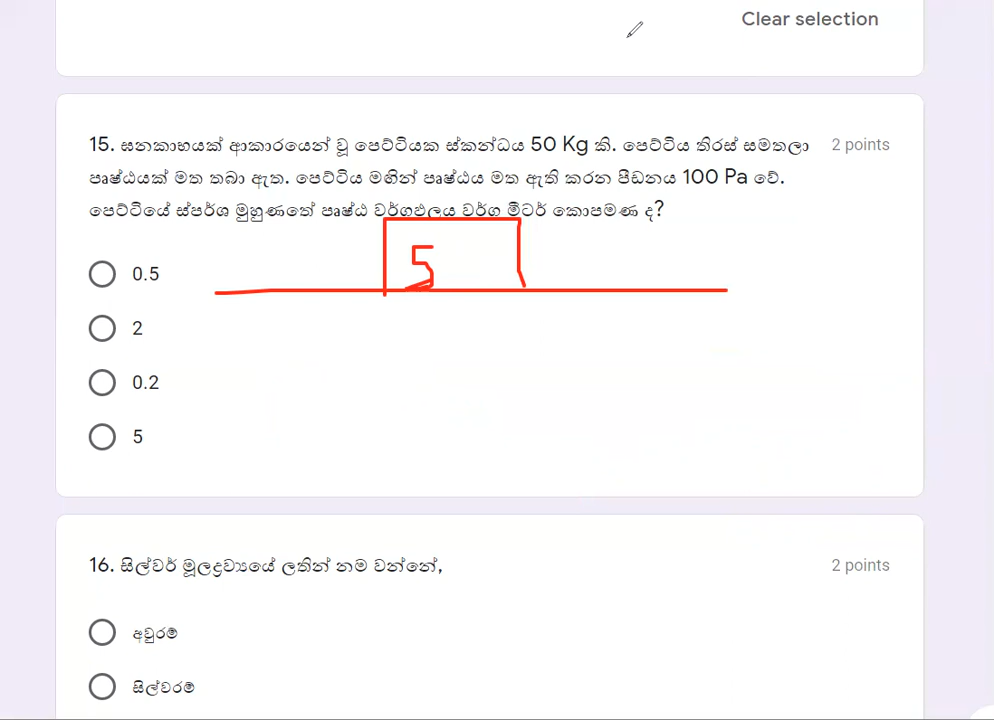 Clear selection
15. ඝනකාභයක් ආකාරයෙන් වූ පෙට්ටියක ස්කන්ධය 50 Kg කි. පෙට්ටිය තිරස් සමතලා 2 points
පෘෂ්ඨයක් මත තබා ඇත. පෙට්ටිය මඟින් පෘෂ්ඨය මත ඇති කරන පීඩනය 100 Pa වේ.
පෙට්ටියේ ස්පර්ශ මුහුණතේ පෘෂ්ඨ වර්ගඵලය වර්ග මීටර් කොපමණ ද?
5
0.5
2
0.2
5
16. සිල්වර් මූලද්‍රව්‍යයේ ලතින් නම වන්නේ, 2 points
අවුරම්
සිල්වරම්